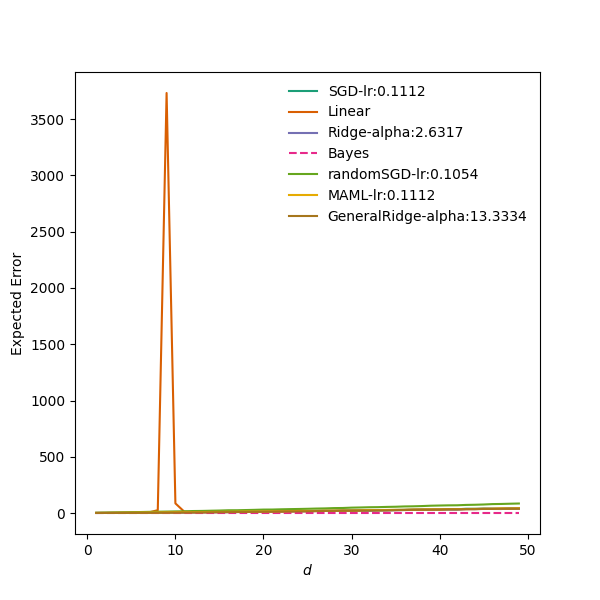 SGD-lr:0.1112
Linear
Ridge-alpha:2.6317
Bayes
randomSGD-lr:0.1054
MAML-lr:0.1112
GeneralRidge-alpha:13.3334
Expected Error
3500
3000
2500
2000
1500
1000
500
0
0 10 20 30 40 50
d